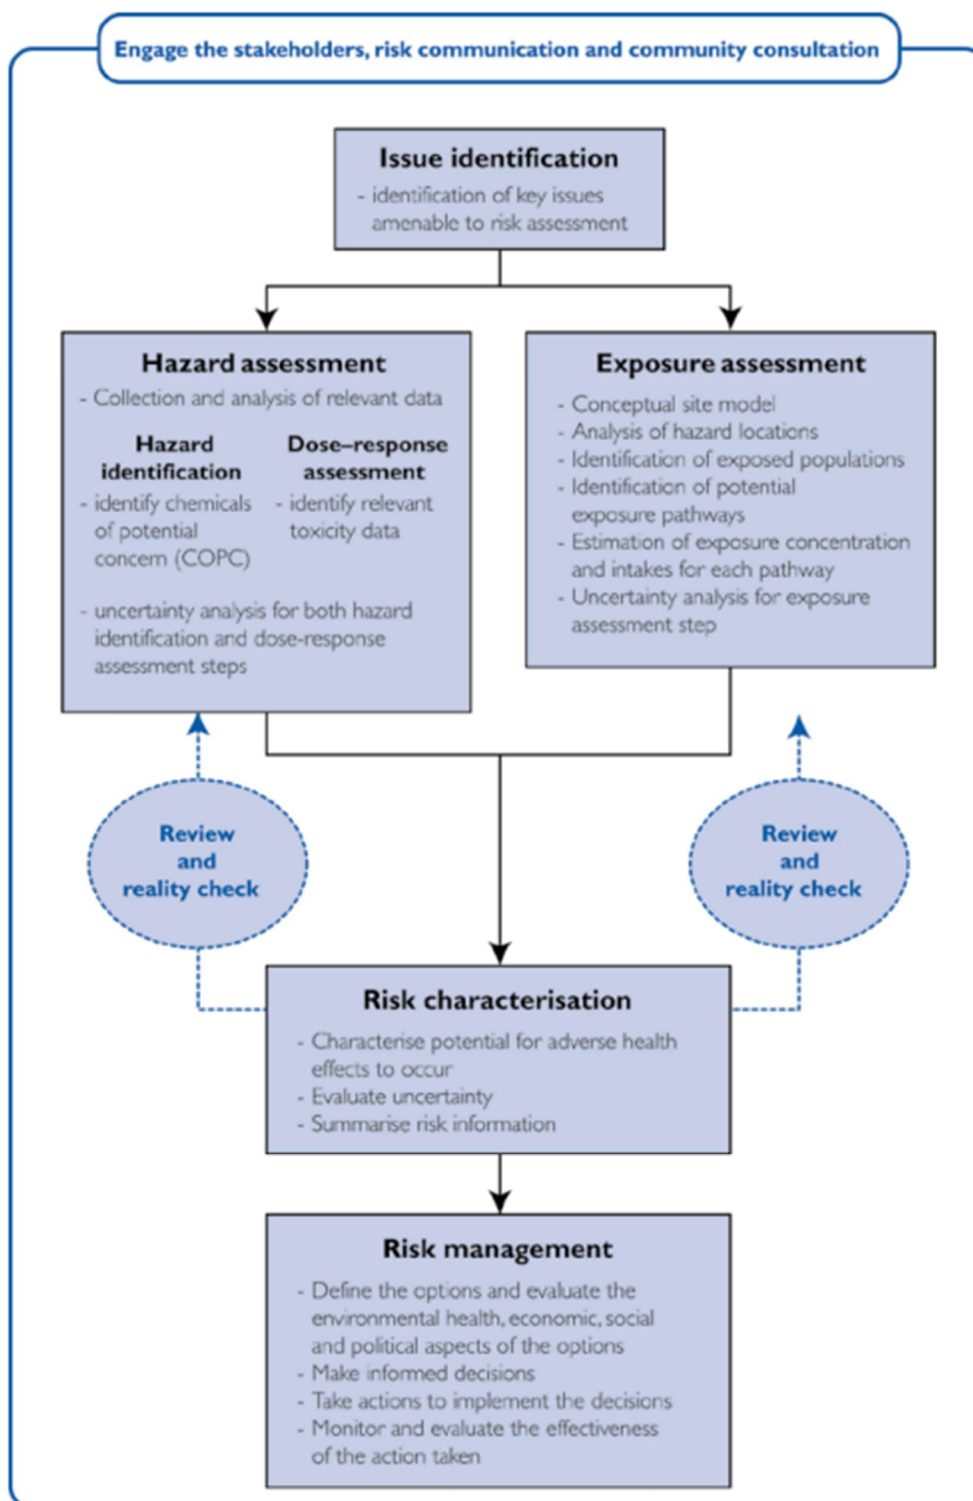 Engage the stakeholders, risk communication and community consultation
Issue identification
- identification of key issues
amenable to risk assessment
Hazard assessment
- Collection and analysis of relevant data
Hazard
identification
- identify chemicals
of potential
concern (COPC)
Dose–response
assessment
- identify relevant
toxicity data
- uncertainty analysis for both hazard
identification and dose-response
assessment steps
Exposure assessment
- Conceptual site model
- Analysis of hazard locations
- Identification of exposed populations
- Identification of potential
exposure pathways
- Estimation of exposure concentration
and intakes for each pathway
- Uncertainty analysis for exposure
assessment step
Review
and
reality check
Review
and
reality check
Risk characterisation
- Characterise potential for adverse health
effects to occur
- Evaluate uncertainty
- Summarise risk information
Risk management
- Define the options and evaluate the
environmental health, economic, social
and political aspects of the options
- Make informed decisions
- Take actions to implement the decisions
- Monitor and evaluate the effectiveness
of the action taken